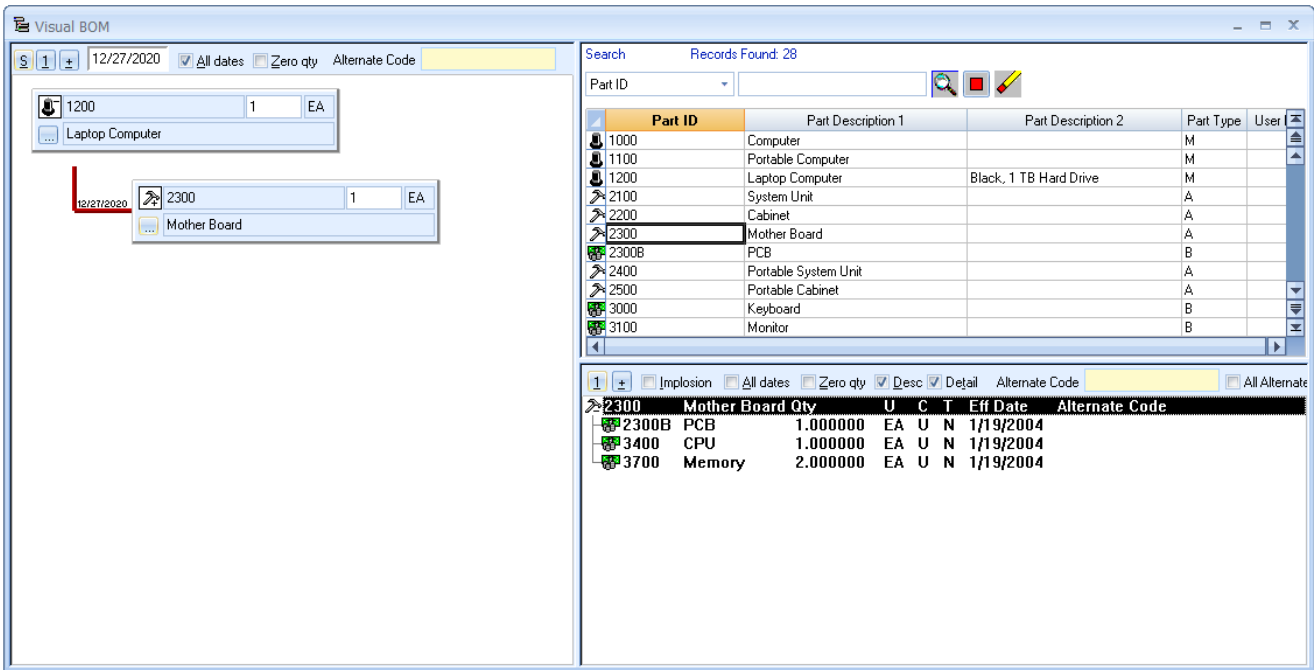 Visual BOM
S 1 + 12/27/2020 All dates Zero qty Alternate Code
1200 1 EA
... Laptop Computer
12/27/2020 2300 1 EA
... Mother Board
Search Records Found: 28
Part ID
Part ID Part Description 1 Part Description 2 Part Type User
1000 Computer M
1100 Portable Computer M
1200 Laptop Computer Black, 1 TB Hard Drive M
2100 System Unit A
2200 Cabinet A
2300 Mother Board A
2300B PCB B
2400 Portable System Unit A
2500 Portable Cabinet A
3000 Keyboard B
3100 Monitor B
1 + Implosion All dates Zero qty Desc Detail Alternate Code All Alternate
2300 Mother Board Qty U C T Eff Date Alternate Code
2300B PCB 1.000000 EA U N 1/19/2004
3400 CPU 1.000000 EA U N 1/19/2004
3700 Memory 2.000000 EA U N 1/19/2004